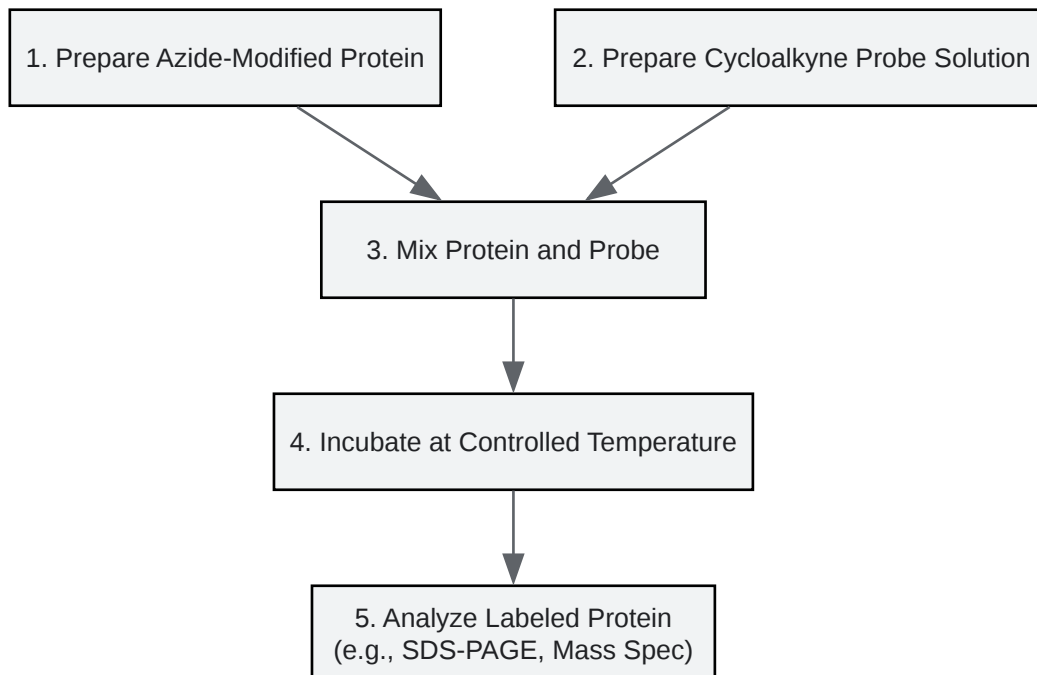 1. Prepare Azide-Modified Protein
2. Prepare Cycloalkyne Probe Solution
3. Mix Protein and Probe
4. Incubate at Controlled Temperature
5. Analyze Labeled Protein
(e.g., SDS-PAGE, Mass Spec)